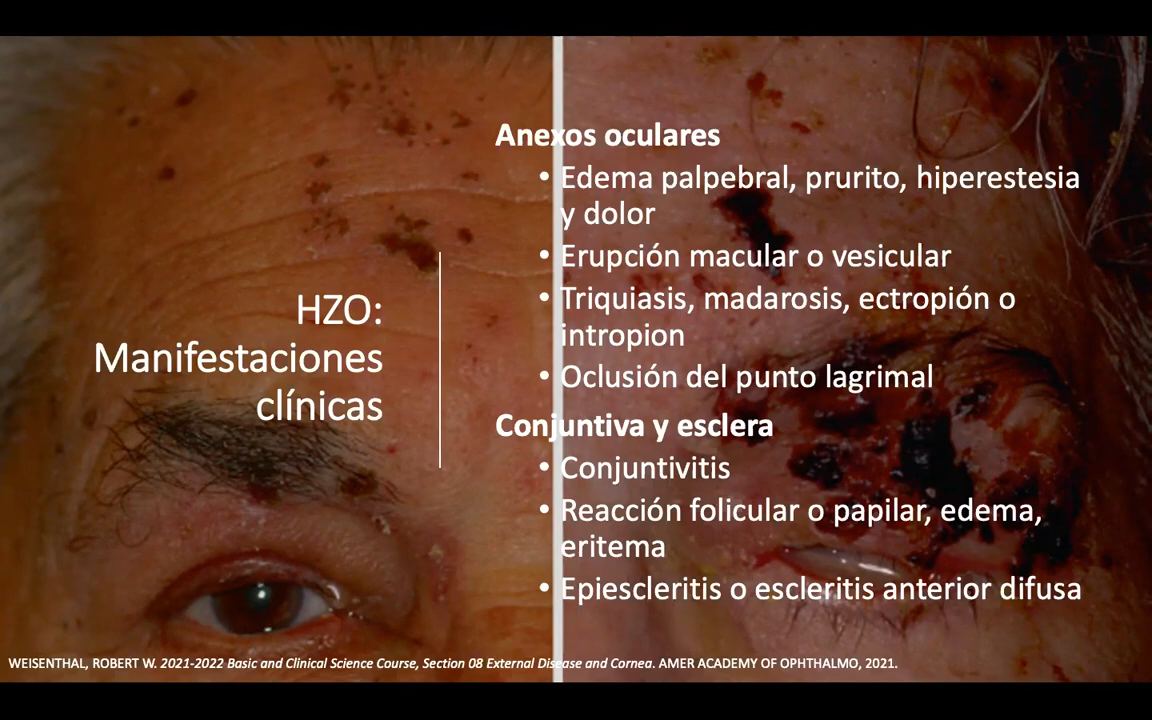 HZO:
Manifestaciones
clínicas
Anexos oculares
• Edema palpebral, prurito, hiperestesia
y dolor
• Erupción macular o vesicular
• Triquiasis, madarosis, ectropión o
intropion
• Oclusión del punto lagrimal
Conjuntiva y esclera
• Conjuntivitis
• Reacción folicular o papilar, edema,
eritema
• Epiescleritis o escleritis anterior difusa
WEISENTHAL, ROBERT W. 2021-2022 Basic and Clinical Science Course, Section 08 External Disease and Cornea. AMER ACADEMY OF OPHTHALMO, 2021.